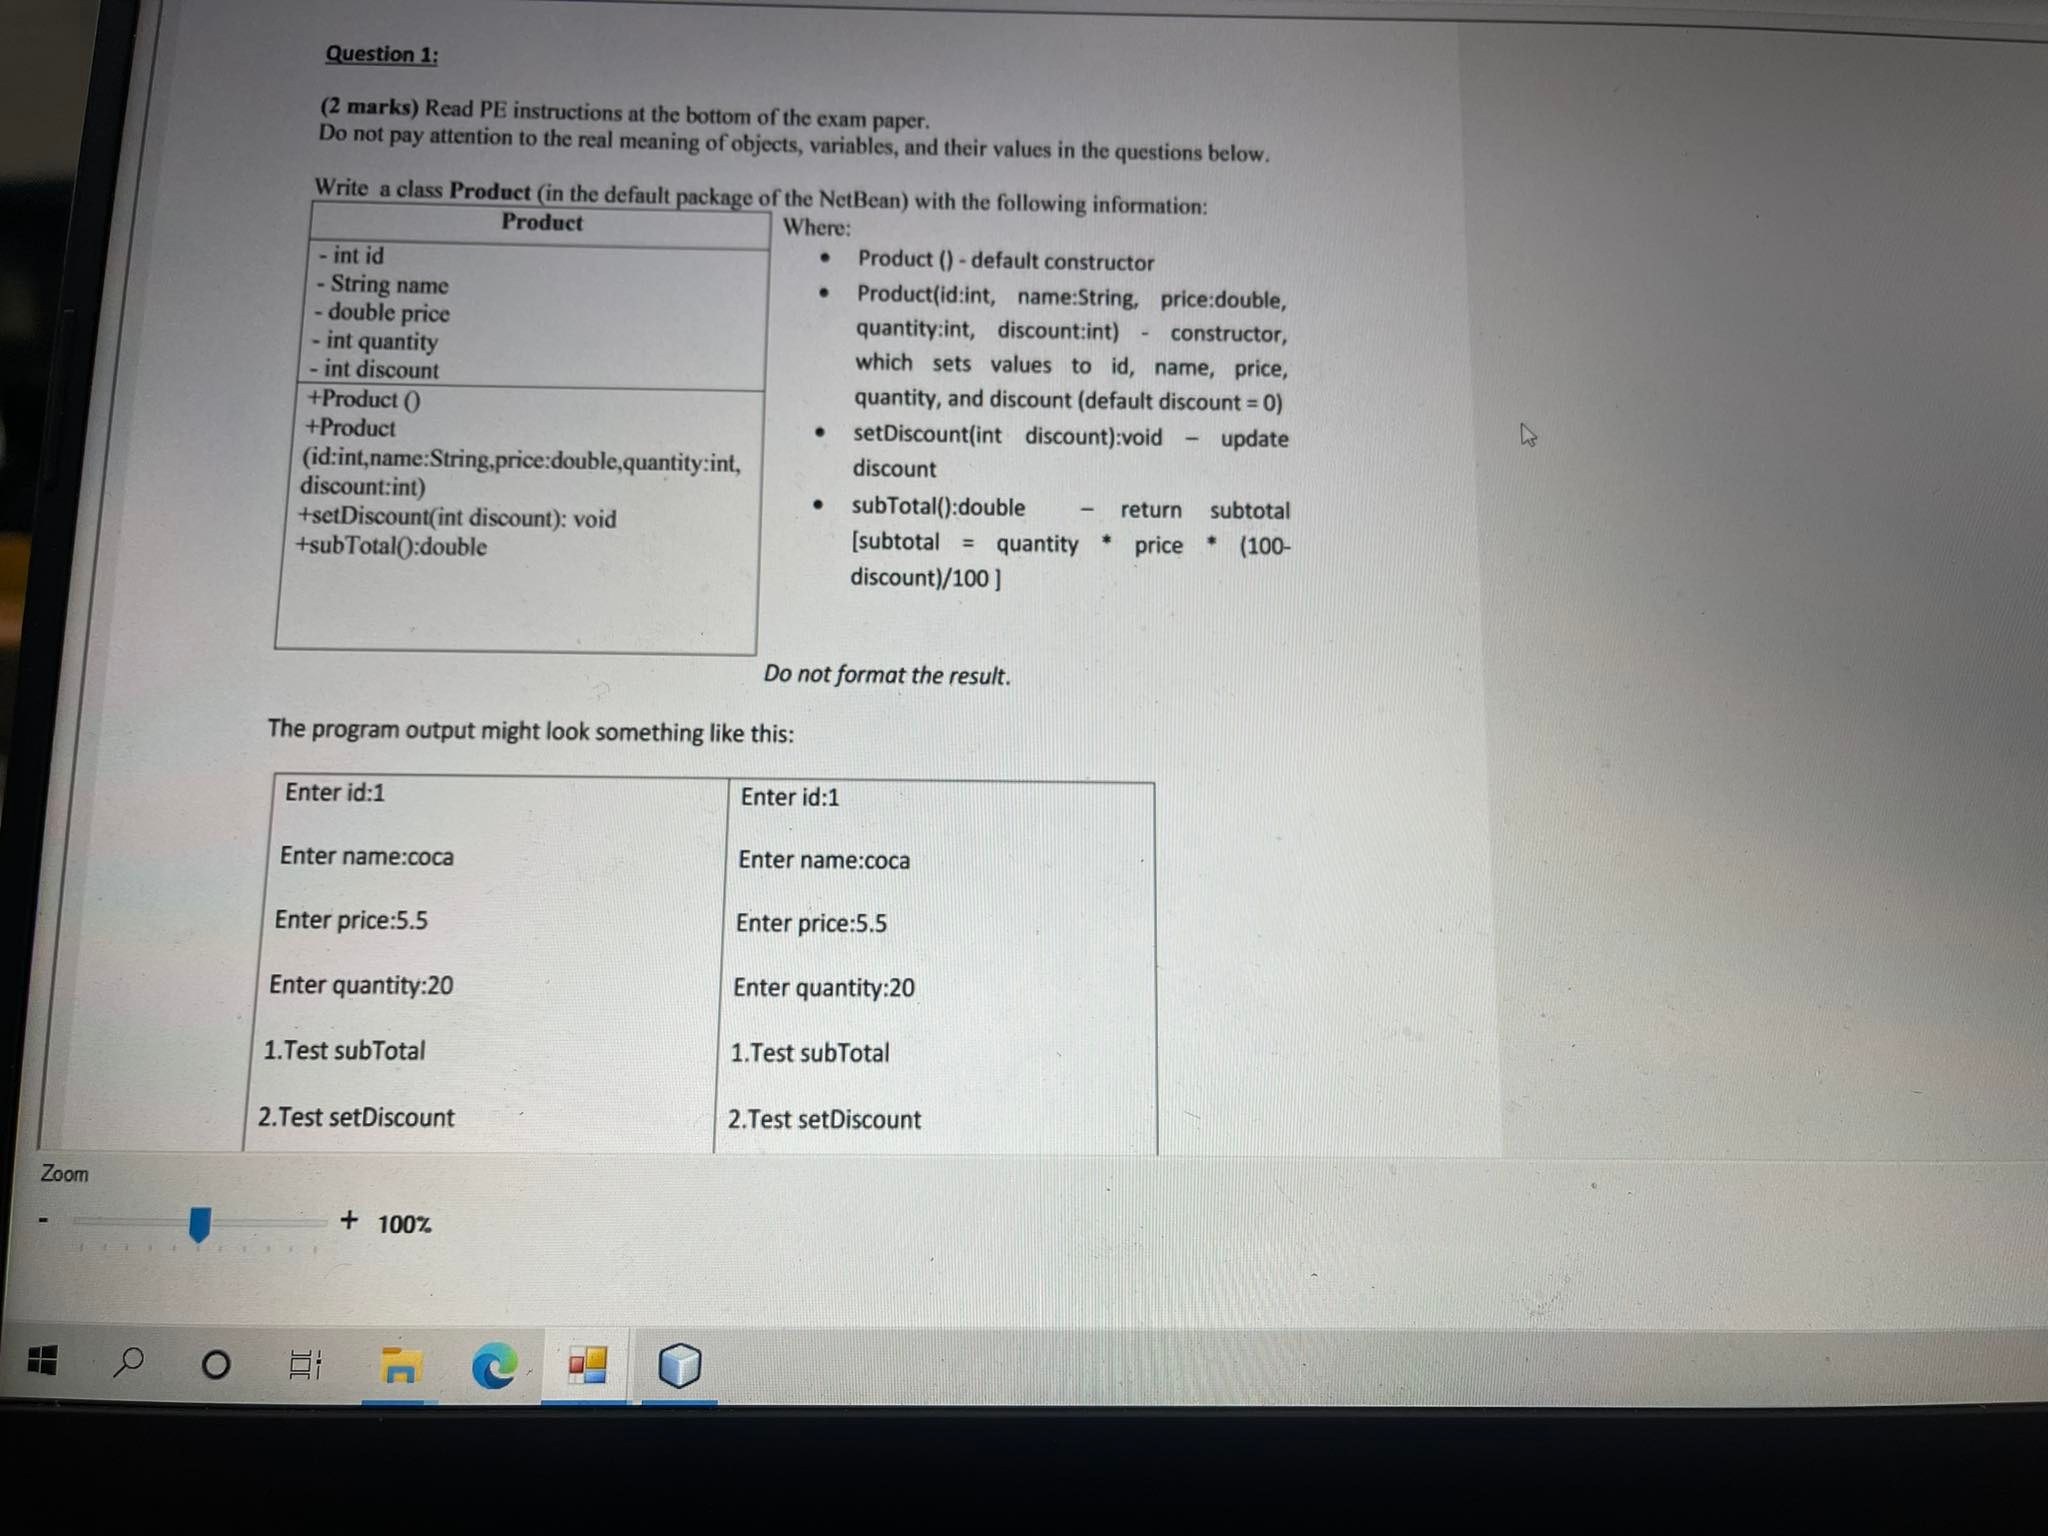 Question 1:
(2 marks) Read PE instructions at the bottom of the exam paper.
Do not pay attention to the real meaning of objects, variables, and their values in the questions below.
Write a class Product (in the default package of the NetBean) with the following information:
Product
- int id
- String name
- double price
- int quantity
- int discount
+Product ()
+Product
(id:int,name:String,price:double,quantity:int,
discount:int)
+setDiscount(int discount): void
+subTotal():double
Where:
• Product () - default constructor
• Product(id:int, name:String, price:double,
quantity:int, discount:int) - constructor,
which sets values to id, name, price,
quantity, and discount (default discount = 0)
• setDiscount(int discount):void – update
discount
• subTotal():double – return subtotal
[subtotal = quantity * price * (100-
discount)/100 ]
Do not format the result.
The program output might look something like this:
Enter id:1
Enter name:coca
Enter price:5.5
Enter quantity:20
1.Test subTotal
2.Test setDiscount
Enter id:1
Enter name:coca
Enter price:5.5
Enter quantity:20
1.Test subTotal
2.Test setDiscount
Zoom
- + 100%